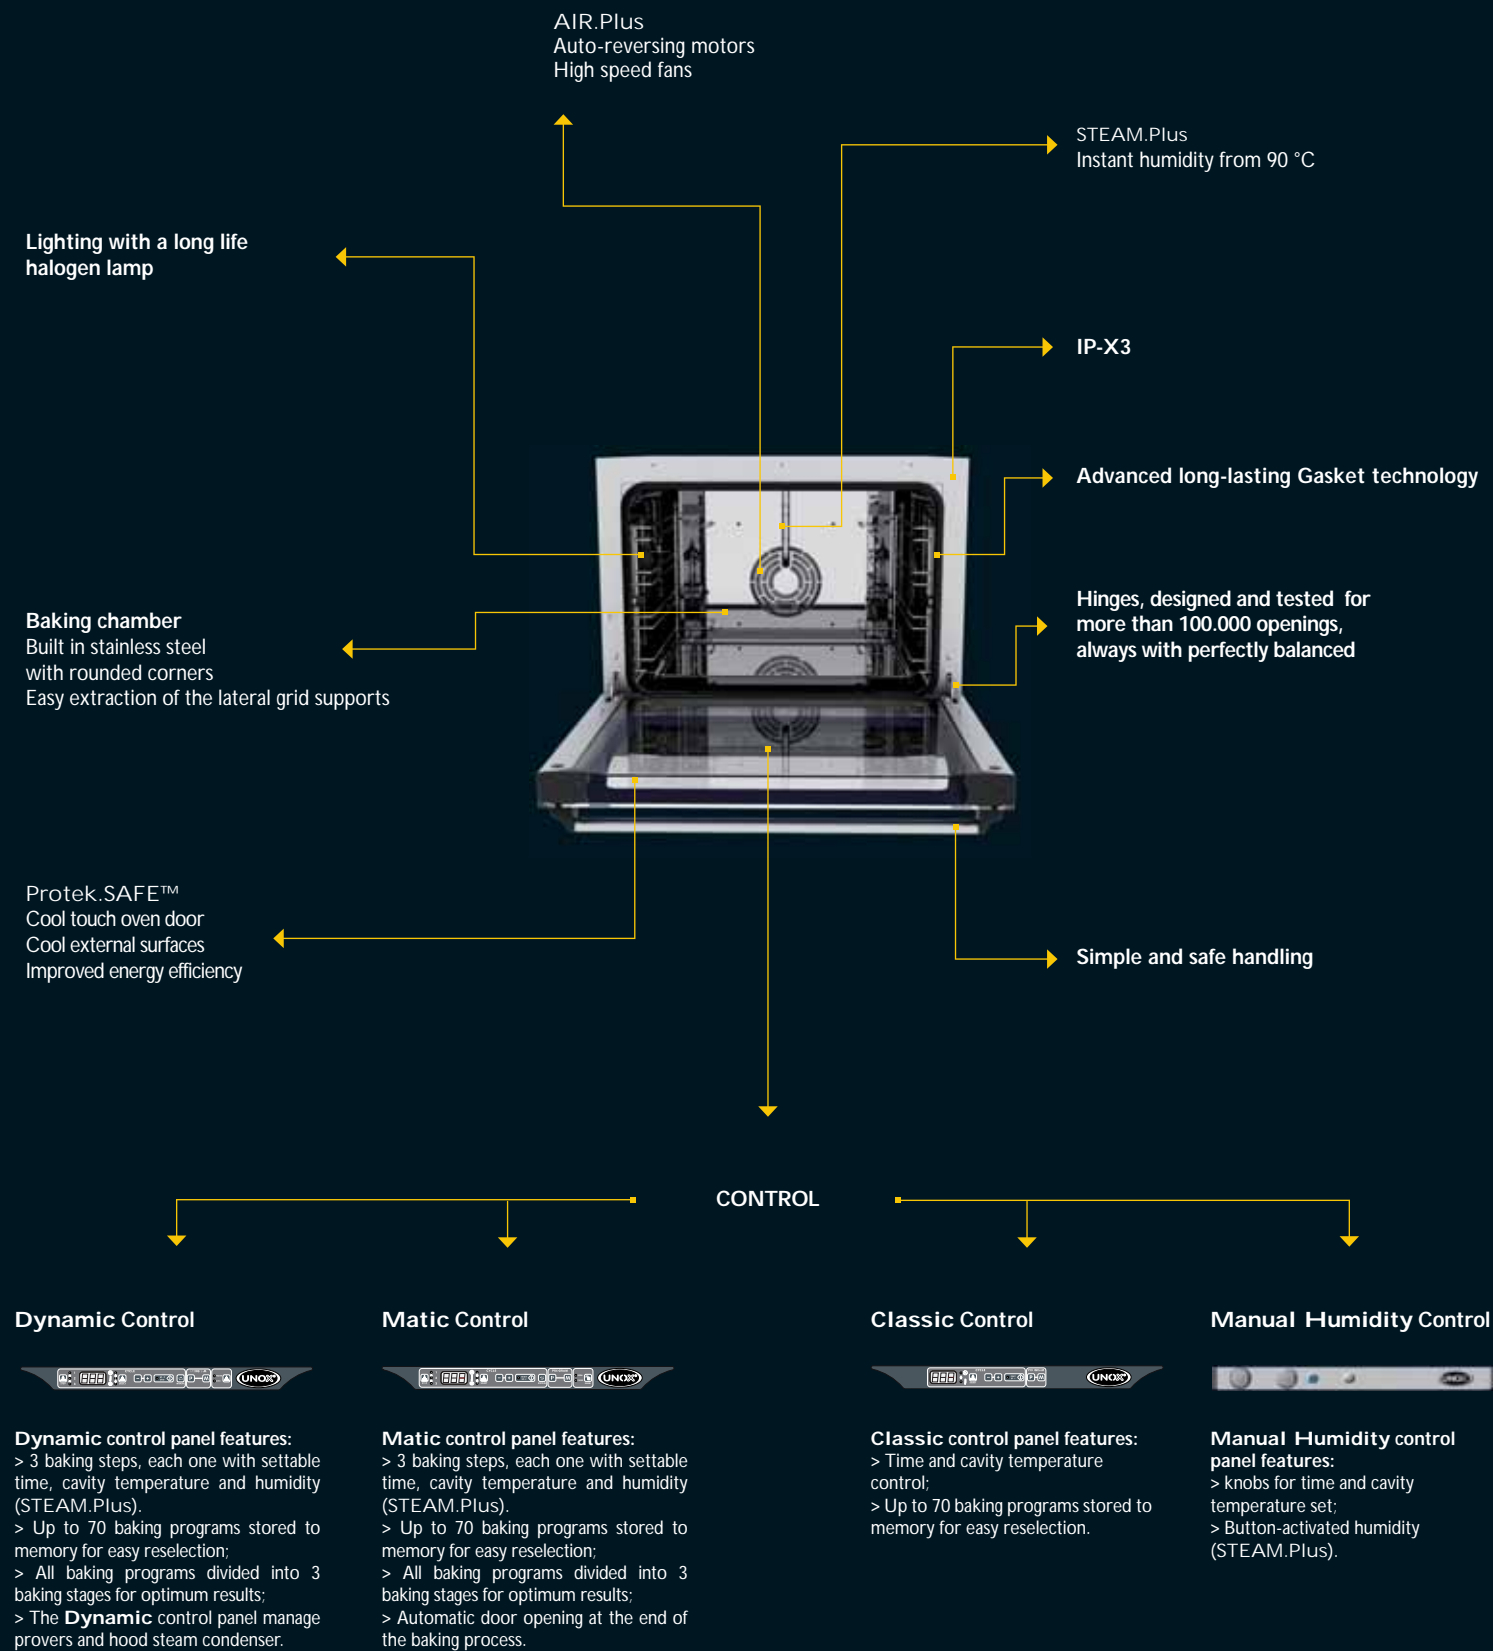 AIR.Plus
Auto-reversing motors
High speed fans
STEAM.Plus
Instant humidity from 90 °C
Lighting with a long life
halogen lamp
IP-X3
Advanced long-lasting Gasket technology
Hinges, designed and tested for
more than 100.000 openings,
always with perfectly balanced
Baking chamber
Built in stainless steel
with rounded corners
Easy extraction of the lateral grid supports
Protek.SAFE™
Cool touch oven door
Cool external surfaces
Improved energy efficiency
Simple and safe handling
CONTROL
Dynamic Control
UNOX
Dynamic control panel features:
> 3 baking steps, each one with settable
time, cavity temperature and humidity
(STEAM.Plus).
> Up to 70 baking programs stored to
memory for easy reselection;
> All baking programs divided into 3
baking stages for optimum results;
> The Dynamic control panel manage
provers and hood steam condenser.
Matic Control
UNOX
Matic control panel features:
> 3 baking steps, each one with settable
time, cavity temperature and humidity
(STEAM.Plus).
> Up to 70 baking programs stored to
memory for easy reselection;
> All baking programs divided into 3
baking stages for optimum results;
> Automatic door opening at the end of
the baking process.
Classic Control
UNOX
Classic control panel features:
> Time and cavity temperature
control;
> Up to 70 baking programs stored to
memory for easy reselection.
Manual Humidity Control
UNOX
Manual Humidity control
panel features:
> knobs for time and cavity
temperature set;
> Button-activated humidity
(STEAM.Plus).